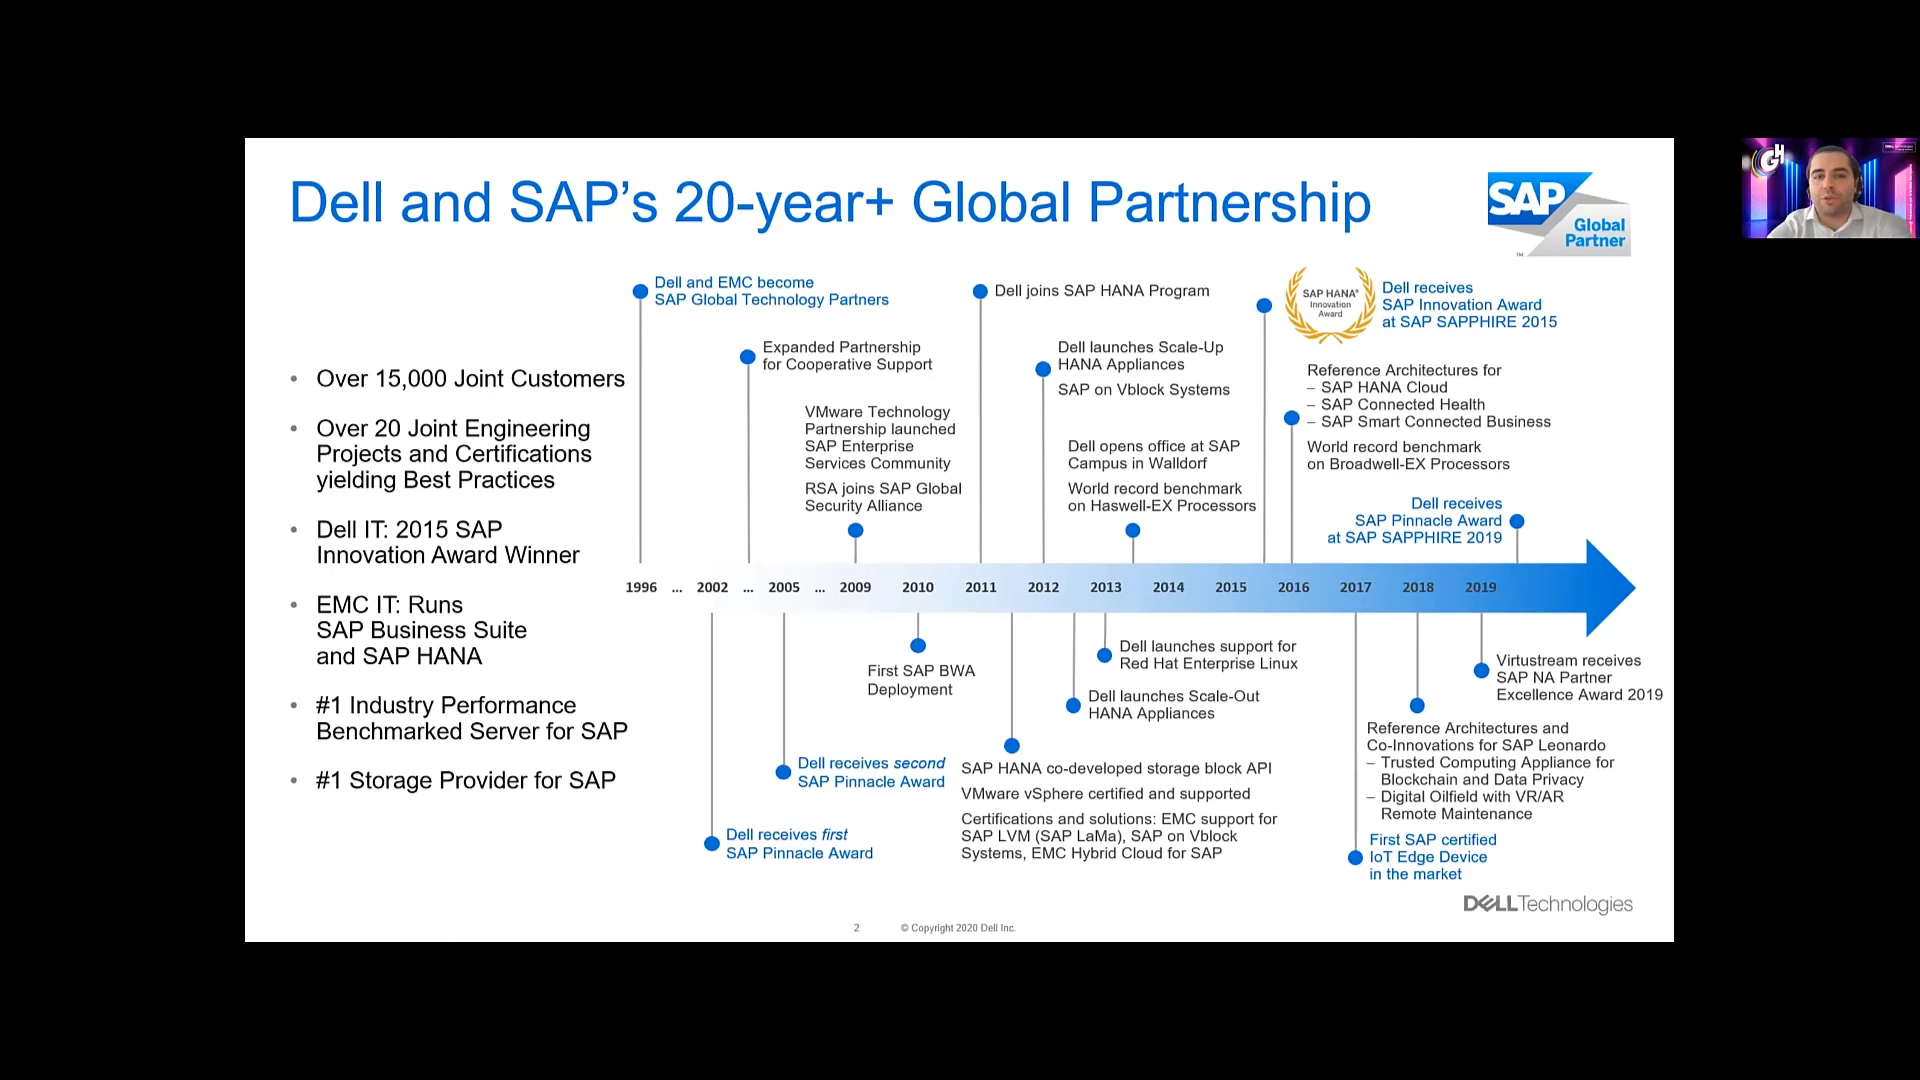 Dell and SAP’s 20-year+ Global Partnership
SAP
Global
Partner
™
• Over 15,000 Joint Customers
• Over 20 Joint Engineering
Projects and Certifications
yielding Best Practices
• Dell IT: 2015 SAP
Innovation Award Winner
• EMC IT: Runs
SAP Business Suite
and SAP HANA
• #1 Industry Performance
Benchmarked Server for SAP
• #1 Storage Provider for SAP
Dell and EMC become
SAP Global Technology Partners
Expanded Partnership
for Cooperative Support
VMware Technology
Partnership launched
SAP Enterprise
Services Community
RSA joins SAP Global
Security Alliance
Dell joins SAP HANA Program
Dell launches Scale-Up
HANA Appliances
SAP on Vblock Systems
Dell opens office at SAP
Campus in Walldorf
World record benchmark
on Haswell-EX Processors
SAP HANA®
Innovation
Award
Dell receives
SAP Innovation Award
at SAP SAPPHIRE 2015
Reference Architectures for
– SAP HANA Cloud
– SAP Connected Health
– SAP Smart Connected Business
World record benchmark
on Broadwell-EX Processors
Dell receives
SAP Pinnacle Award
at SAP SAPPHIRE 2019
1996 ... 2002 ... 2005 ... 2009 2010 2011 2012 2013 2014 2015 2016 2017 2018 2019
Dell receives first
SAP Pinnacle Award
Dell receives second
SAP Pinnacle Award
First SAP BWA
Deployment
SAP HANA co-developed storage block API
VMware vSphere certified and supported
Certifications and solutions: EMC support for
SAP LVM (SAP LaMa), SAP on Vblock
Systems, EMC Hybrid Cloud for SAP
Dell launches Scale-Out
HANA Appliances
Dell launches support for
Red Hat Enterprise Linux
First SAP certified
IoT Edge Device
in the market
Reference Architectures and
Co-Innovations for SAP Leonardo
– Trusted Computing Appliance for
Blockchain and Data Privacy
– Digital Oilfield with VR/AR
Remote Maintenance
Virtustream receives
SAP NA Partner
Excellence Award 2019
DELLTechnologies
2 © Copyright 2020 Dell Inc.
GH